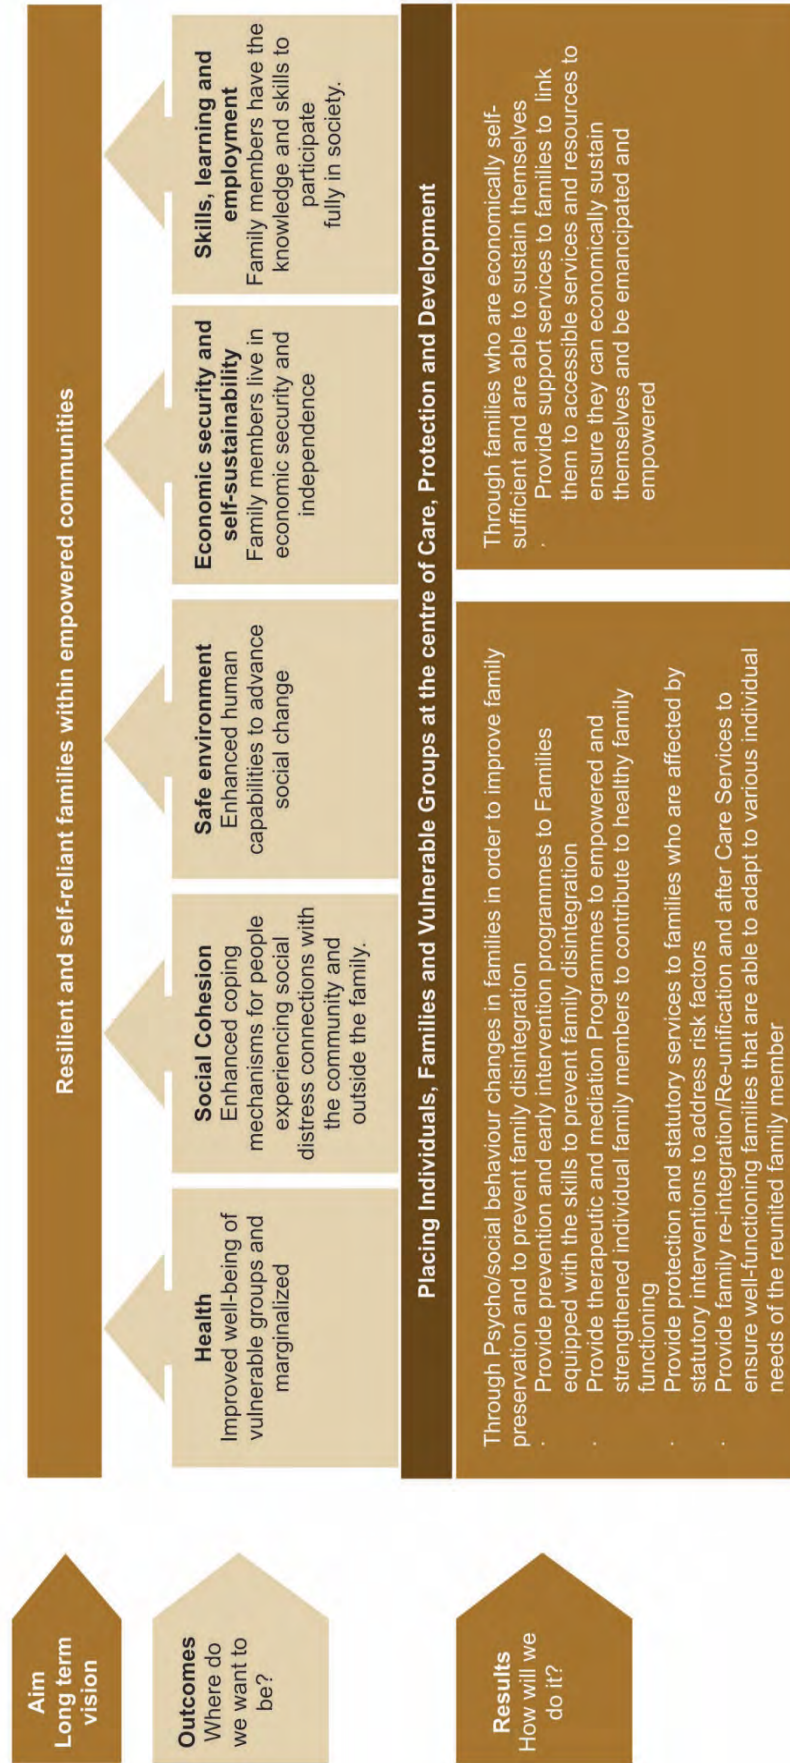 Aim
Long term
vision
Resilient and self-reliant families within empowered communities
Outcomes
Where do
we want to
be?
Health
Improved well-being of
vulnerable groups and
marginalized
Social Cohesion
Enhanced coping
mechanisms for people
experiencing social
distress connections with
the community and
outside the family.
Safe environment
Enhanced human
capabilities to advance
social change
Economic security and
self-sustainability
Family members live in
economic security and
independence
Skills, learning and
employment
Family members have the
knowledge and skills to
participate
fully in society.
Placing Individuals, Families and Vulnerable Groups at the centre of Care, Protection and Development
Results
How will we
do it?
Through Psycho/social behaviour changes in families in order to improve family
preservation and to prevent family disintegration
. Provide prevention and early intervention programmes to Families
equipped with the skills to prevent family disintegration
. Provide therapeutic and mediation Programmes to empowered and
strengthened individual family members to contribute to healthy family
functioning
. Provide protection and statutory services to families who are affected by
statutory interventions to address risk factors
. Provide family re-integration/Re-unification and after Care Services to
ensure well-functioning families that are able to adapt to various individual
needs of the reunited family member
Through families who are economically self-
sufficient and are able to sustain themselves
. Provide support services to families to link
them to accessible services and resources to
ensure they can economically sustain
themselves and be emancipated and
empowered